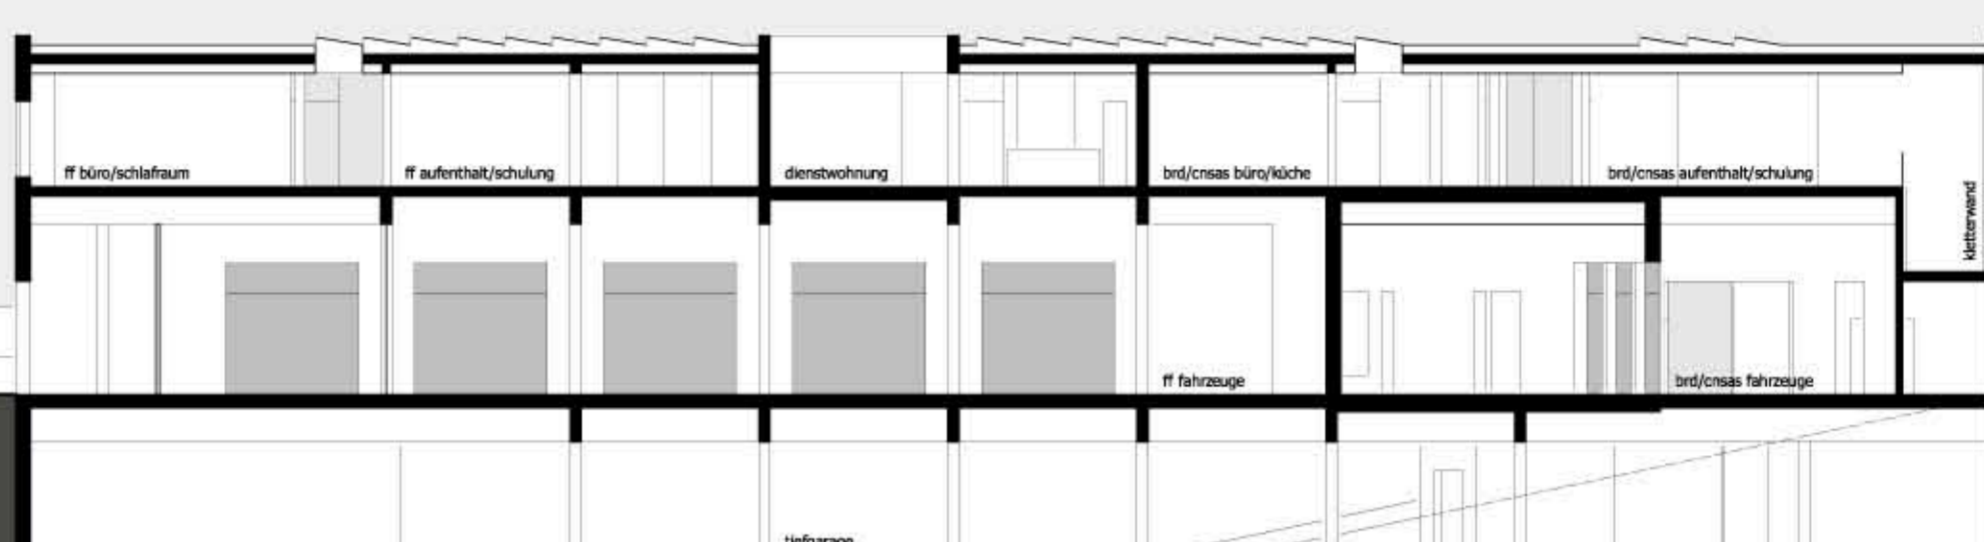 ff büro/schlafraum
ff aufenthalt/schulung
dienstwohnung
brd/cnsas büro/küche
brd/cnsas aufenthalt/schulung
kletterwand
ff fahrzeuge
brd/cnsas fahrzeuge
tiefgarage